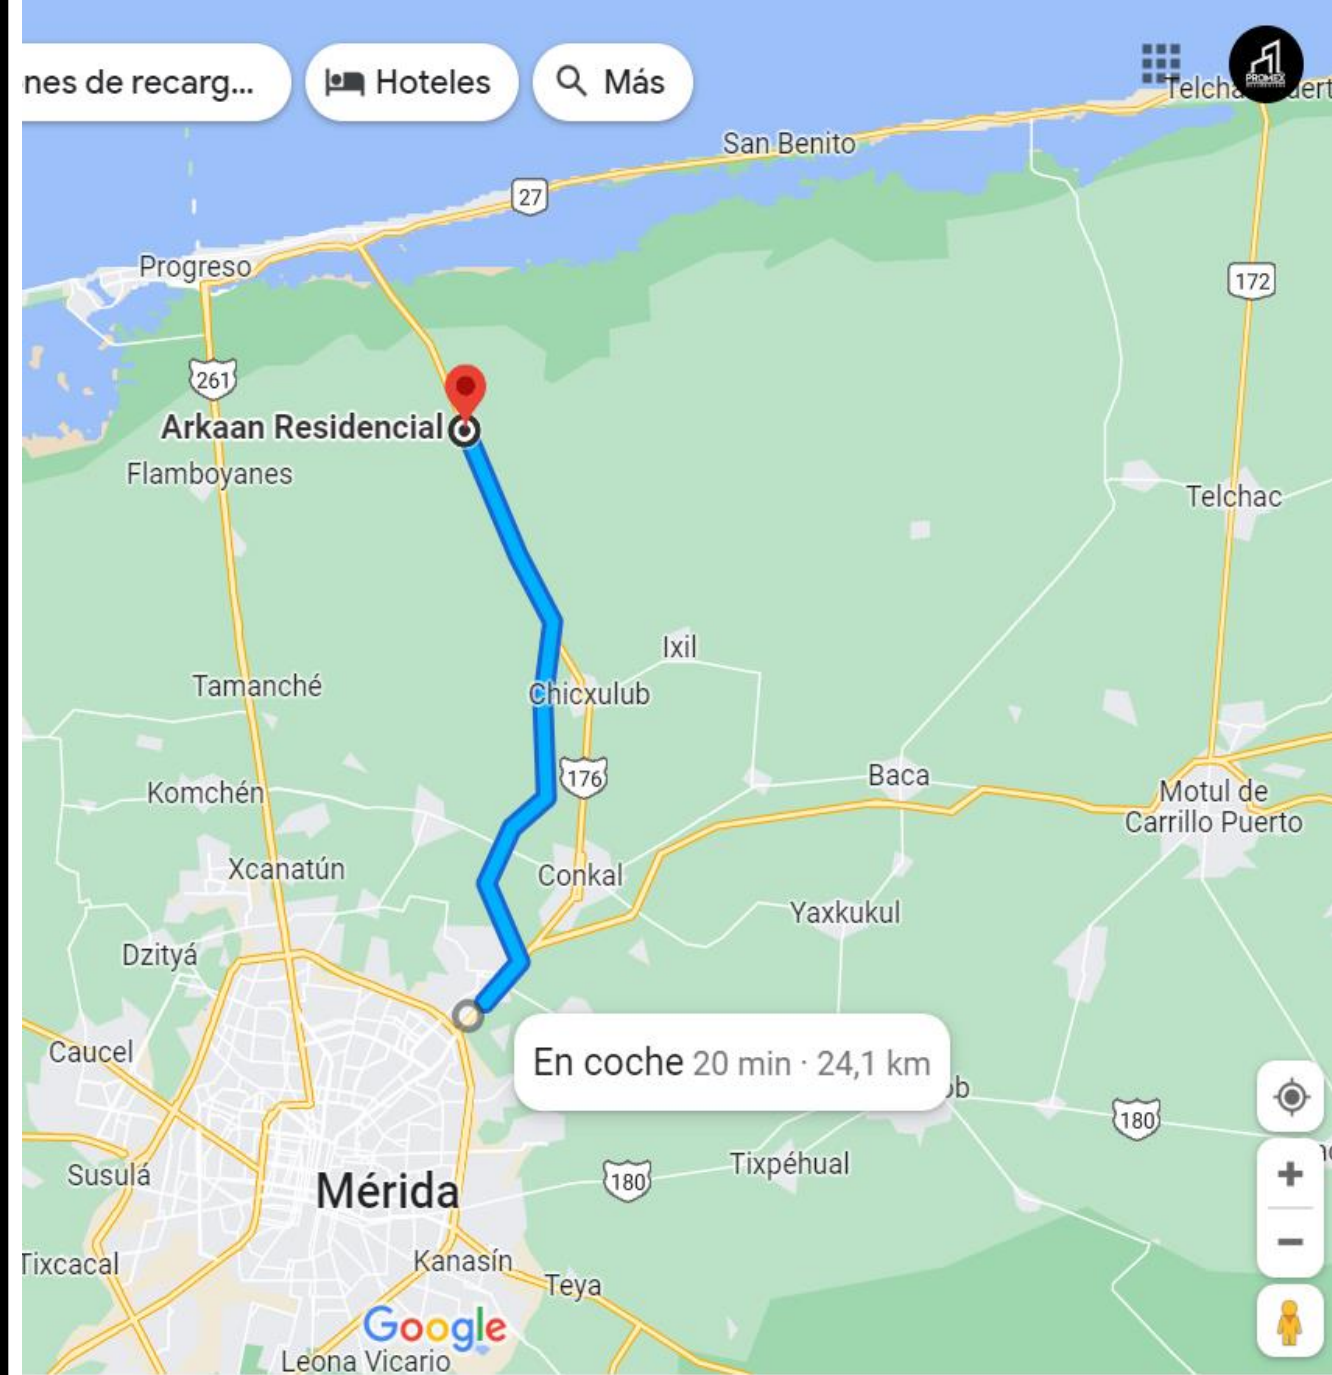 nes de recarg...
Hoteles
Más
PROMEX
San Benito
27
Progreso
172
261
Arkaan Residencial
Flamboyanes
Telchac
Ixil
Tamanché
Chicxulub
176
Baca
Komchén
Motul de
Carrillo Puerto
Xcanatún
Conkal
Yaxkukul
Dzityá
Caucel
En coche 20 min · 24,1 km
180
Tixpéhual
Susulá
180
Mérida
Kanasín
Tixcacal
Teya
Google
Leona Vicario